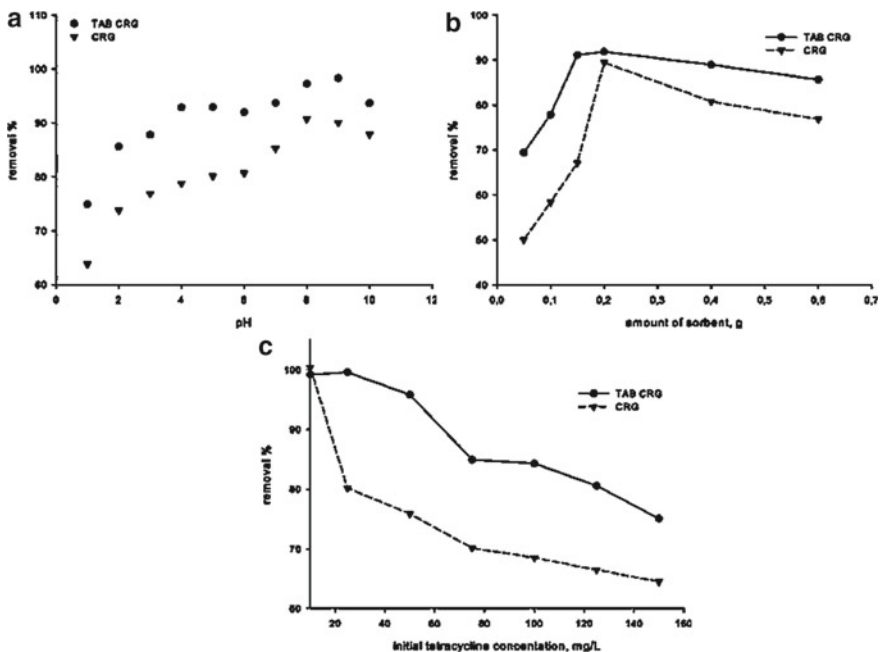 a
110
100
90
80
70
60
removal %
TAB CRG
CRG
0 2 4 6 8 10 12
pH
b
100
90
80
70
60
50
40
removal %
TAB CRG
CRG
0,0 0,1 0,2 0,3 0,4 0,5 0,6 0,7
amount of sorbent, g
c
100
90
80
70
60
removal %
TAB CRG
CRG
20 40 60 80 100 120 140 160
initial tetracycline concentation, mg/L